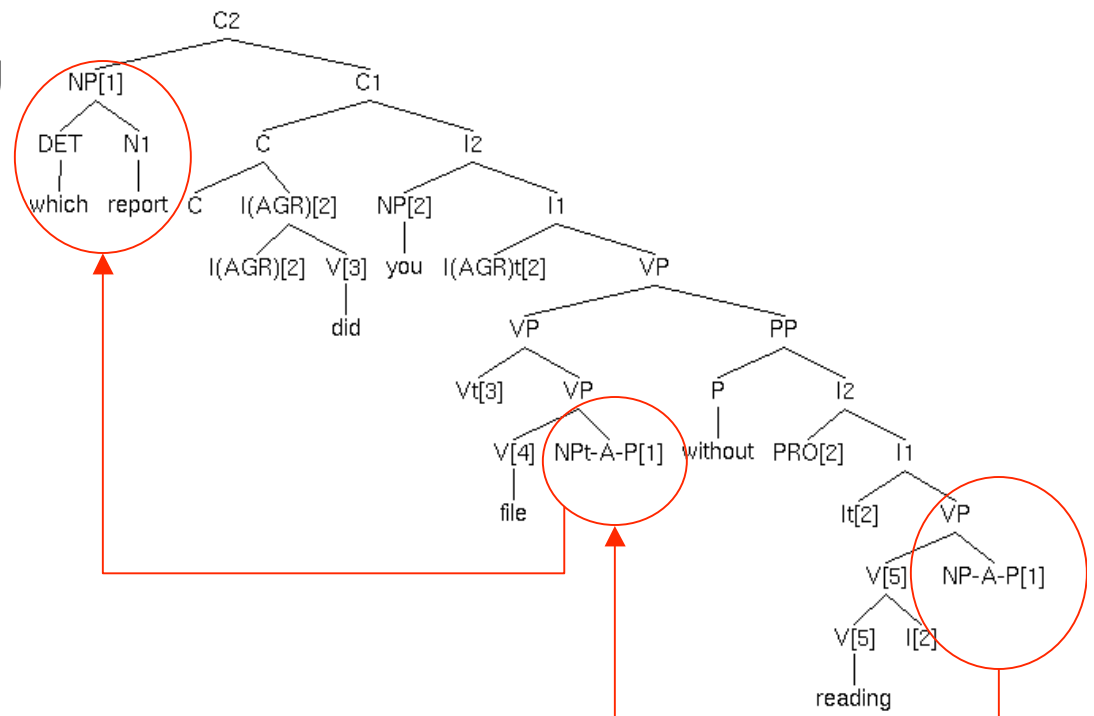 C2
NP[1] C1
DET N1 C I2
which report C I(AGR)[2] NP[2] I1
I(AGR)[2] V[3] you I(AGR)t[2] VP
did VP PP
Vt[3] VP P I2
V[4] NPt-A-P[1] without PRO[2] I1
file It[2] VP
V[5] NP-A-P[1]
V[5] I[2]
reading